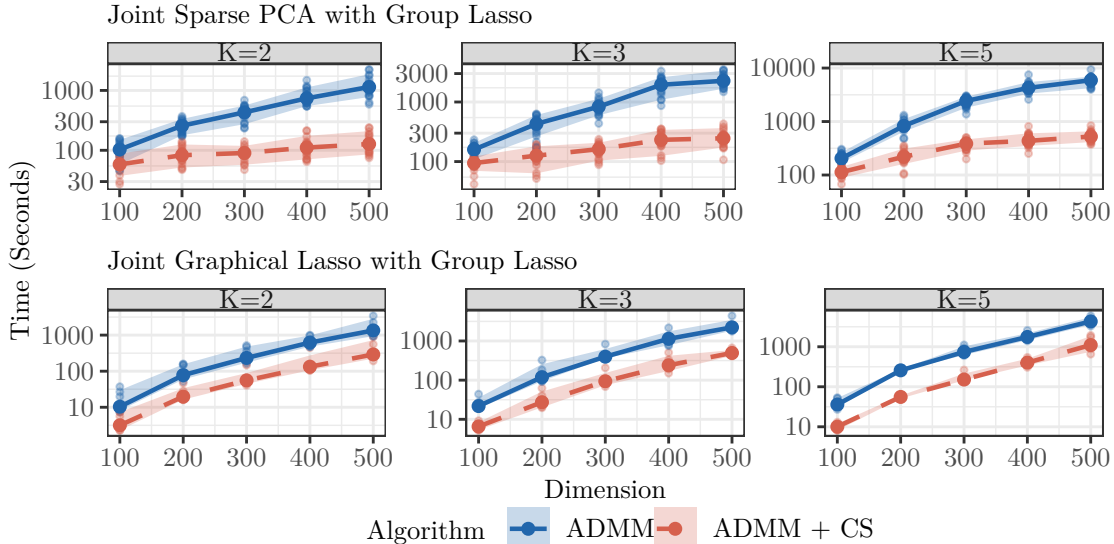 Joint Sparse PCA with Group Lasso
K=2 K=3 K=5
1000 300 100 30
3000 1000 300 100
10000 1000 100
100 200 300 400 500 100 200 300 400 500 100 200 300 400 500
Time (Seconds)
Joint Graphical Lasso with Group Lasso
K=2 K=3 K=5
1000 100 10
1000 100 10
1000 100 10
100 200 300 400 500 100 200 300 400 500 100 200 300 400 500
Dimension
Algorithm ADMM ADMM + CS